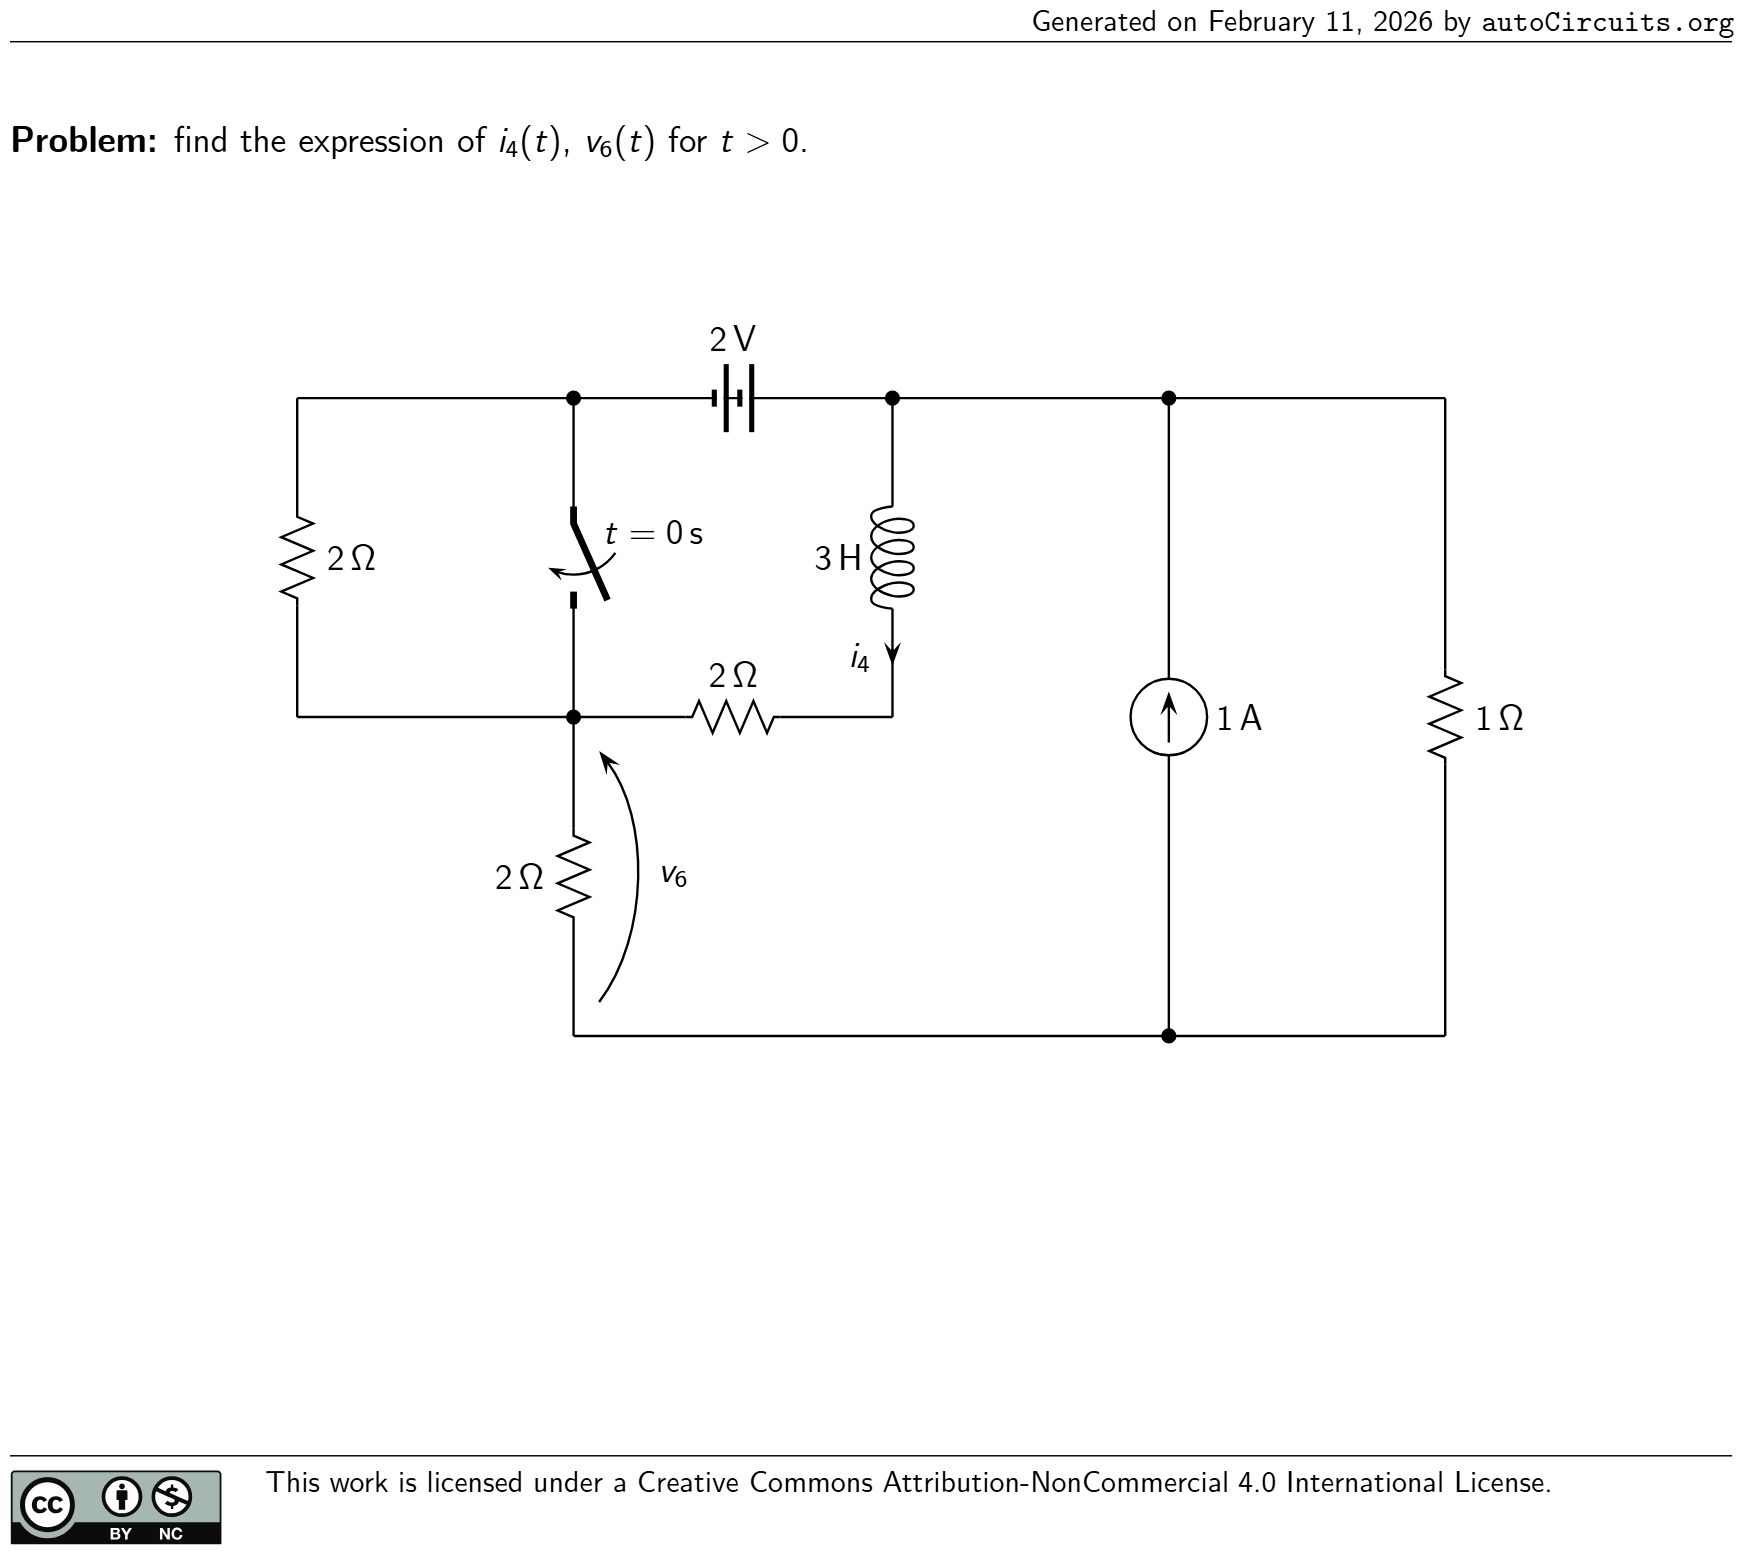 Generated on February 11, 2026 by autoCircuits.org
Problem: find the expression of i₄(t), v₆(t) for t > 0.
2 V
t = 0 s
2 Ω
3 H
i₄
2 Ω
1 A
1 Ω
2 Ω
v₆
This work is licensed under a Creative Commons Attribution-NonCommercial 4.0 International License.
cc
BY NC